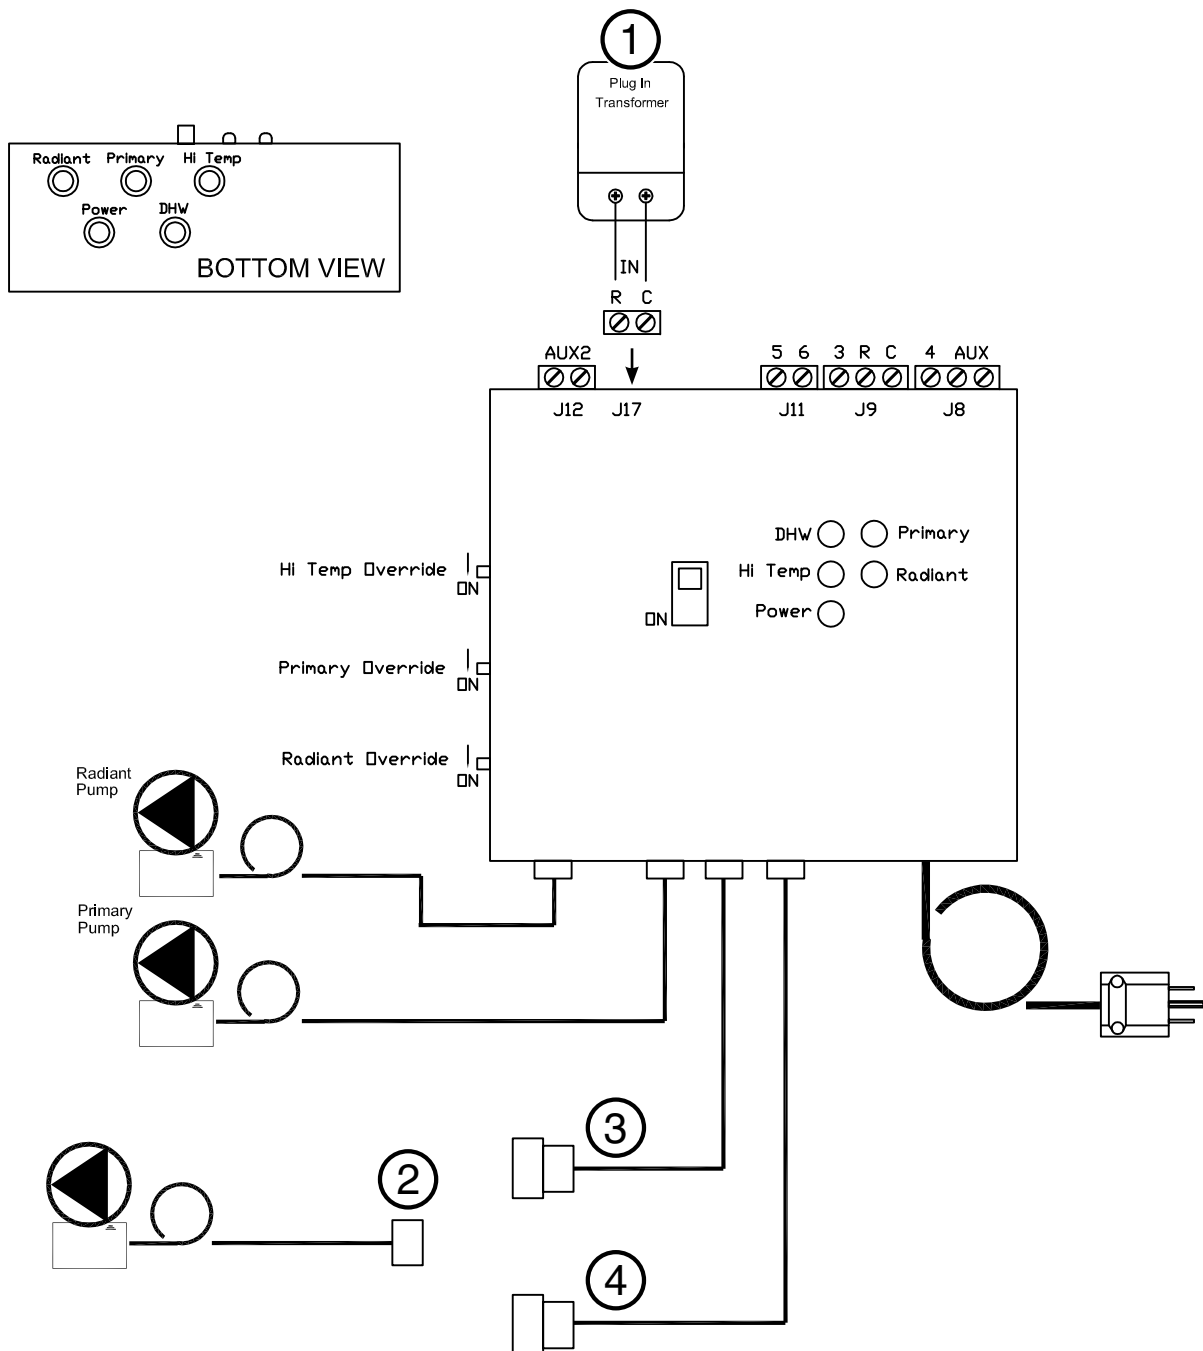 1
Plug In
Transformer
Radiant Primary Hi Temp
Power DHW
BOTTOM VIEW
IN
R C
AUX2
5 6 3 R C 4 AUX
J12 J17 J11 J9 J8
DHW Primary
Hi Temp Radiant
Power
ON
Hi Temp Override
ON
Primary Override
ON
Radiant Override
ON
Radiant
Pump
Primary
Pump
3
2
4